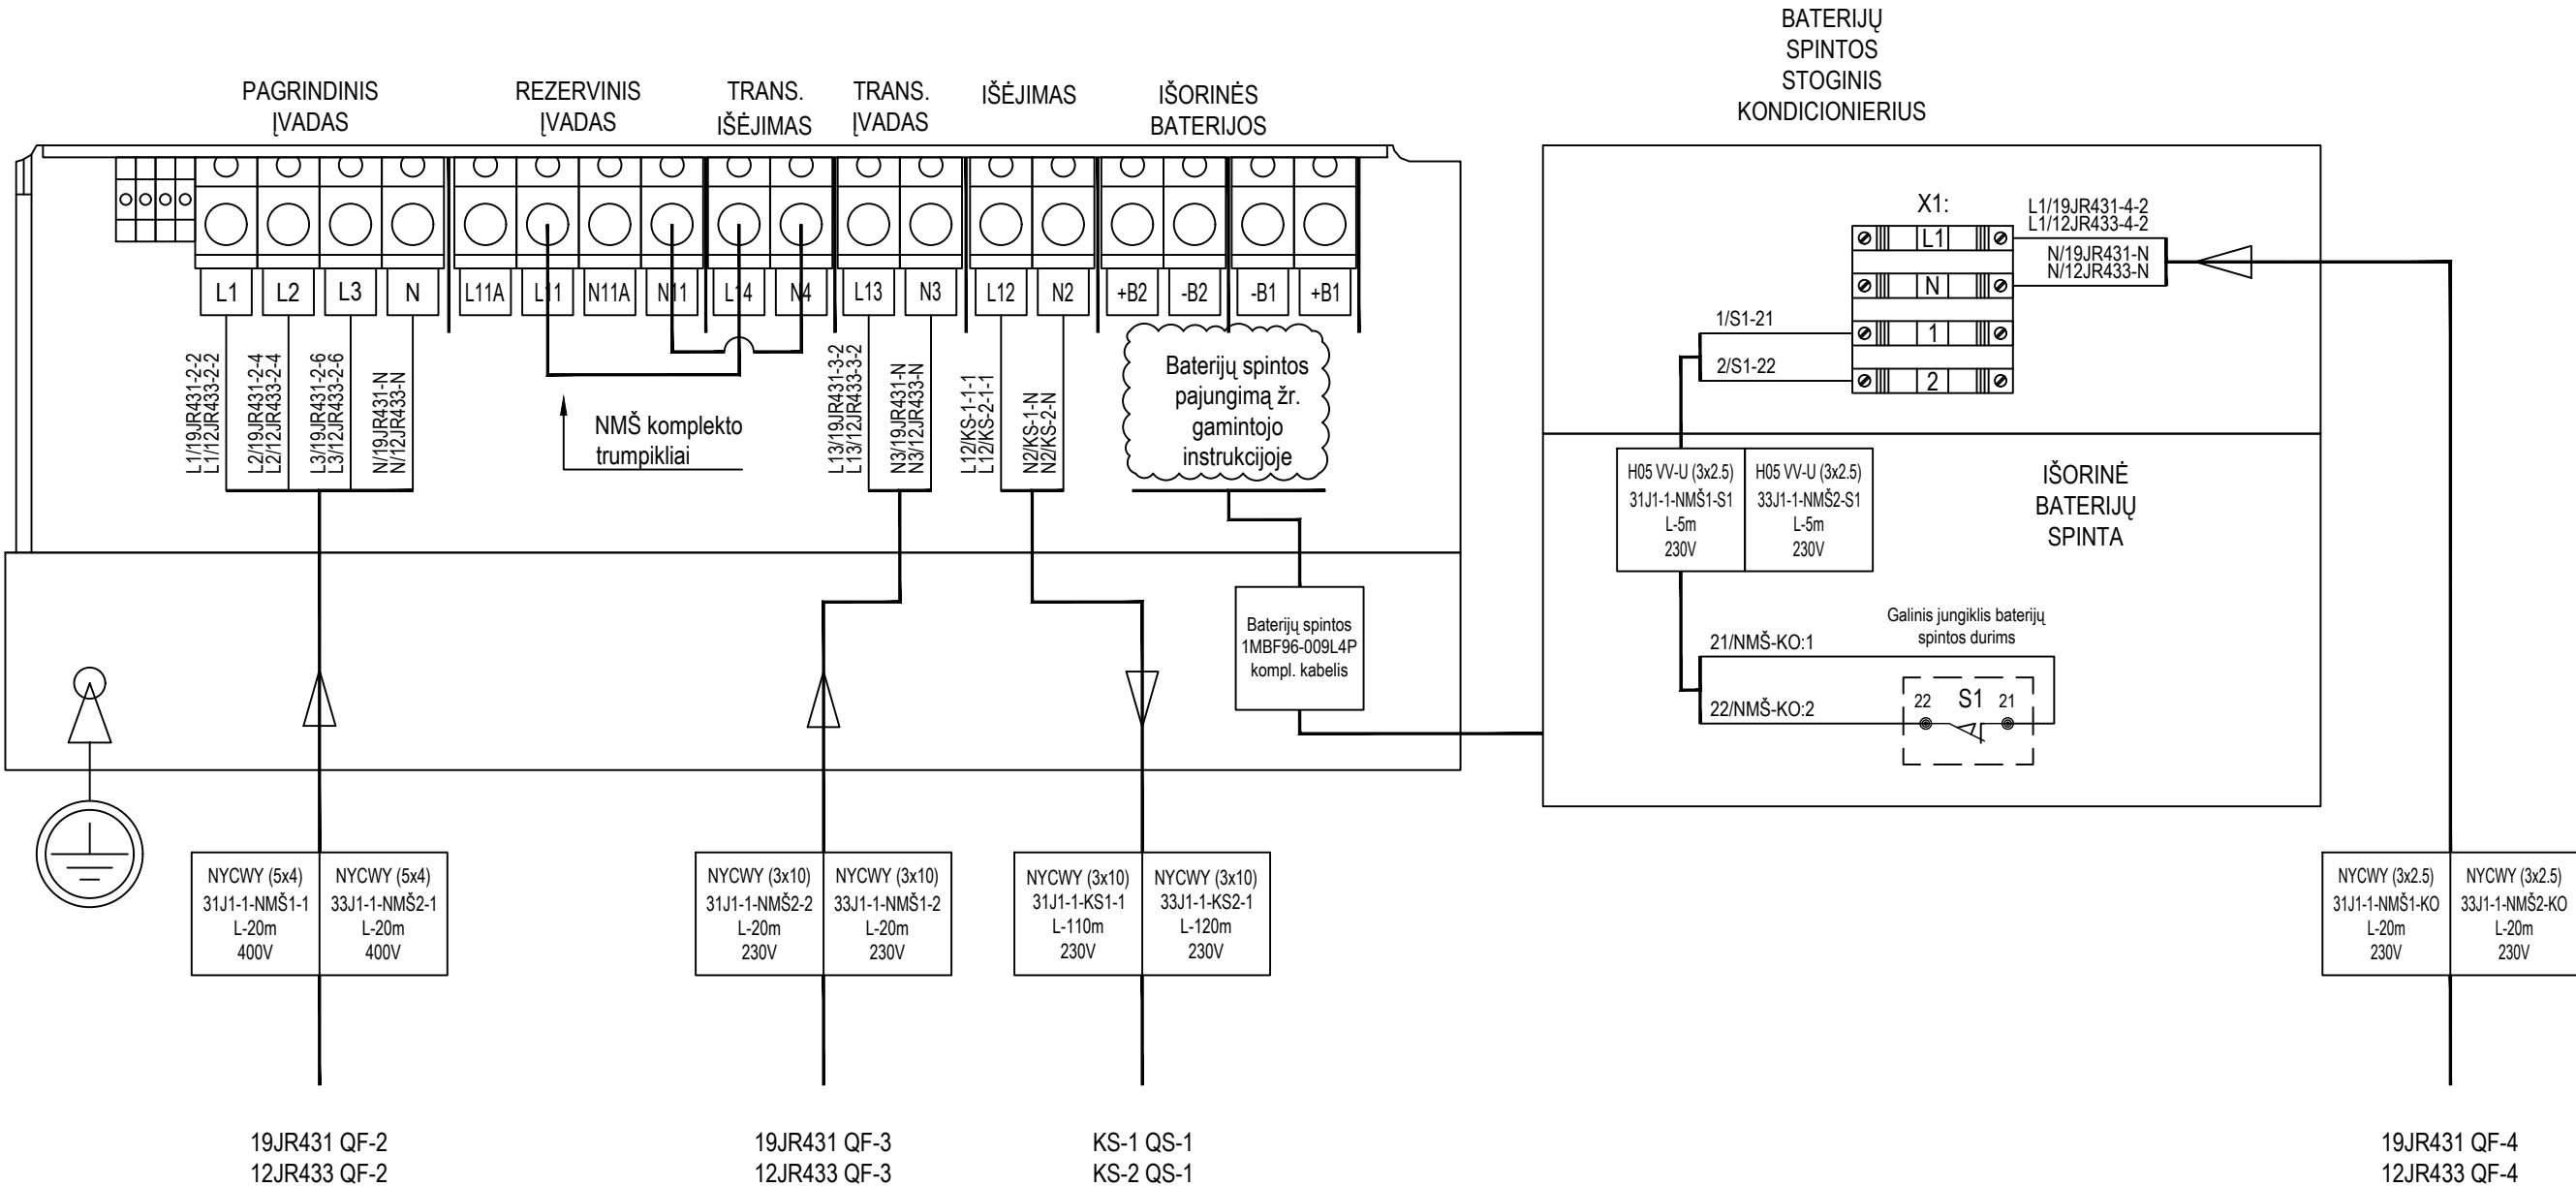 PAGRINDINIS
ĮVADAS
REZERVINIS
ĮVADAS
TRANS.
IŠĖJIMAS
TRANS.
ĮVADAS
IŠĖJIMAS
IŠORINĖS
BATERIJOS
BATERIJŲ
SPINTOS
STOGINIS
KONDICIONIERIUS
L1
L2
L3
N
L11A
L11
N11A
N11
L14
N4
L13
N3
L12
N2
+B2
-B2
-B1
+B1
L1/19JR431-2-2
L1/12JR433-2-2
L2/19JR431-2-4
L2/12JR433-2-4
L3/19JR431-2-6
L3/12JR433-2-6
N/19JR431-N
N/12JR433-N
NMŠ komplekto
trumpikliai
L13/19JR431-3-2
L13/12JR433-3-2
N3/19JR431-N
N3/12JR433-N
L12/KS-1-1-1
L12/KS-2-1-1
N2/KS-1-N
N2/KS-2-N
Baterijų spintos
pajungimą žr.
gamintojo
instrukcijoje
Baterijų spintos
1MBF96-009L4P
kompl. kabelis
X1:
L1
N
1
2
L1/19JR431-4-2
L1/12JR433-4-2
N/19JR431-N
N/12JR433-N
1/S1-21
2/S1-22
H05 VV-U (3x2.5)
31J1-1-NMŠ1-S1
L-5m
230V
H05 VV-U (3x2.5)
33J1-1-NMŠ2-S1
L-5m
230V
IŠORINĖ
BATERIJŲ
SPINTA
Galinis jungiklis baterijų
spintos durims
21/NMŠ-KO:1
22/NMŠ-KO:2
22
S1
21
NYCWY (5x4)
31J1-1-NMŠ1-1
L-20m
400V
NYCWY (5x4)
33J1-1-NMŠ2-1
L-20m
400V
NYCWY (3x10)
31J1-1-NMŠ2-2
L-20m
230V
NYCWY (3x10)
33J1-1-NMŠ1-2
L-20m
230V
NYCWY (3x10)
31J1-1-KS1-1
L-110m
230V
NYCWY (3x10)
33J1-1-KS2-1
L-120m
230V
NYCWY (3x2.5)
31J1-1-NMŠ1-KO
L-20m
230V
NYCWY (3x2.5)
33J1-1-NMŠ2-KO
L-20m
230V
19JR431 QF-2
12JR433 QF-2
19JR431 QF-3
12JR433 QF-3
KS-1 QS-1
KS-2 QS-1
19JR431 QF-4
12JR433 QF-4